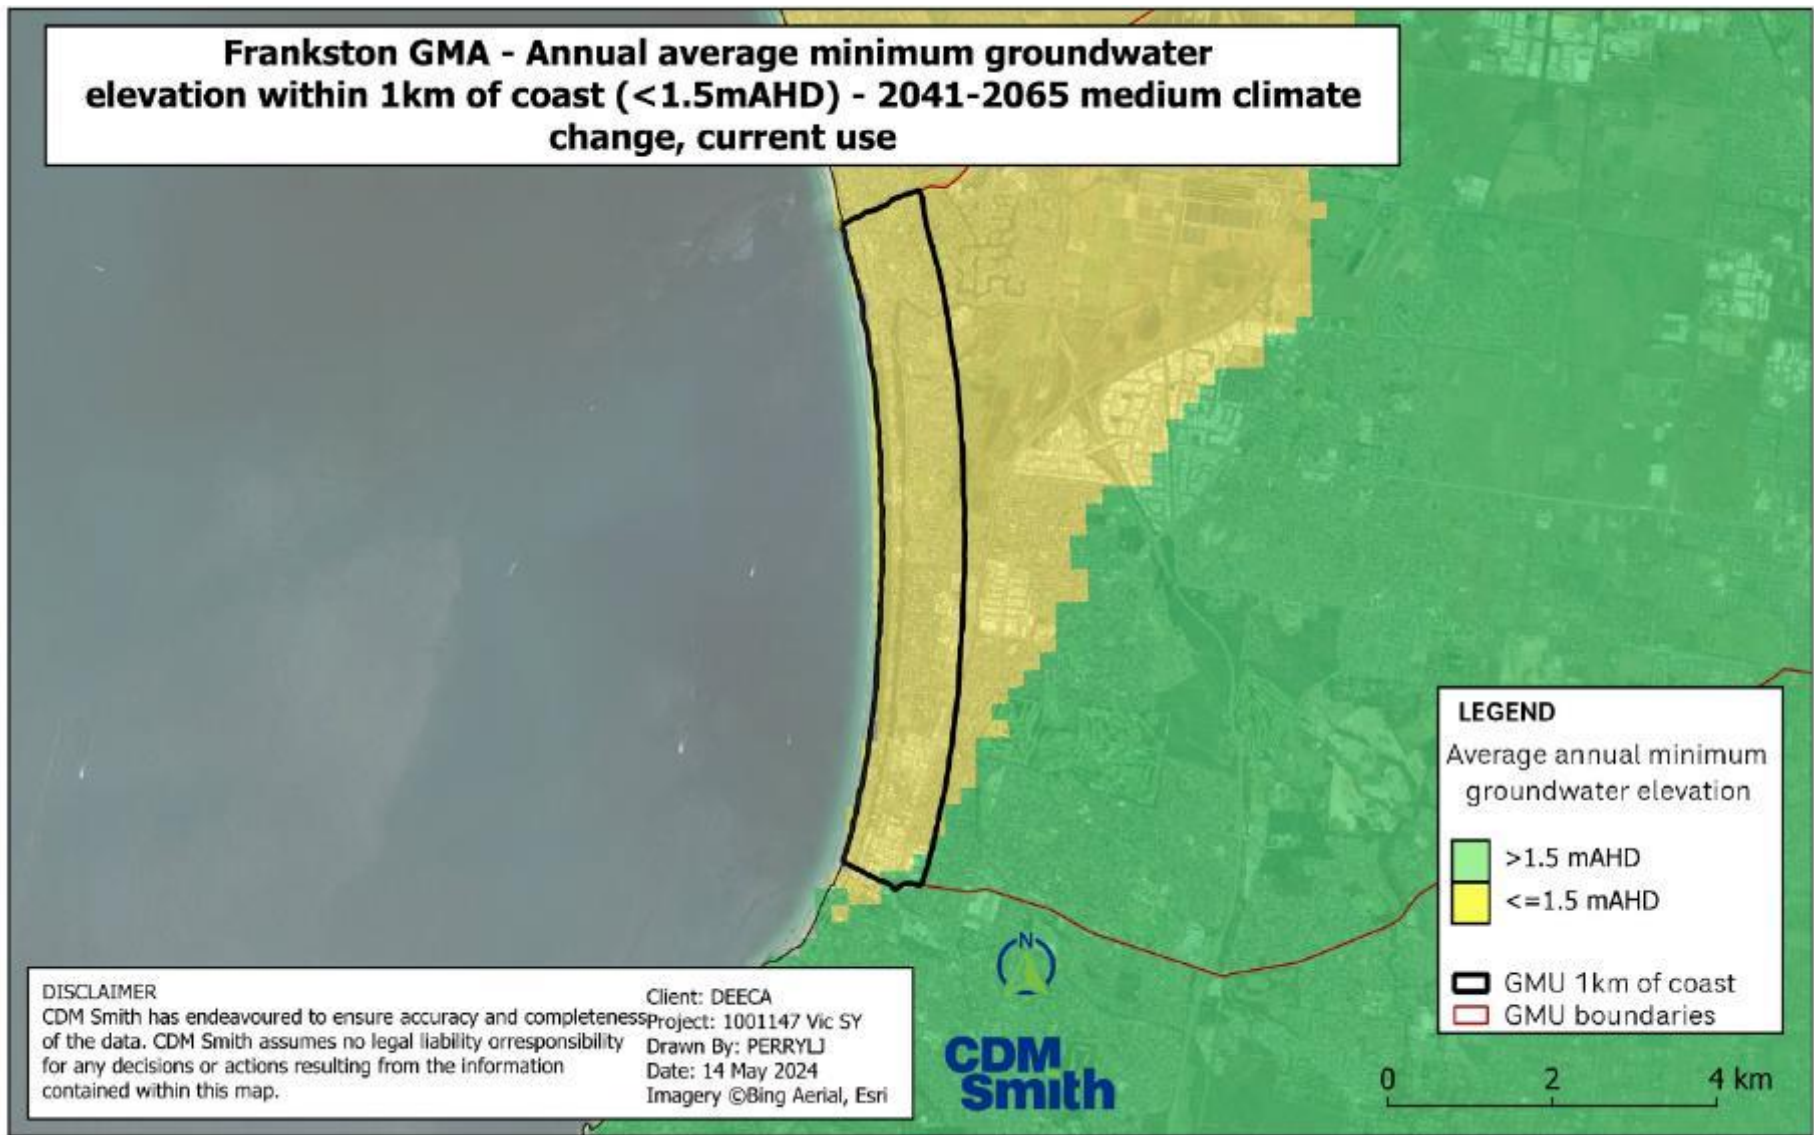 Frankston GMA - Annual average minimum groundwater
elevation within 1km of coast (<1.5mAHD) - 2041-2065 medium climate
change, current use
LEGEND
Average annual minimum
groundwater elevation
>1.5 mAHD
<=1.5 mAHD
GMU 1km of coast
GMU boundaries
N
CDM
Smith
0 2 4 km
DISCLAIMER
CDM Smith has endeavoured to ensure accuracy and completeness
of the data. CDM Smith assumes no legal liability orresponsibility
for any decisions or actions resulting from the information
contained within this map.
Client: DEECA
Project: 1001147 Vic SY
Drawn By: PERRYLJ
Date: 14 May 2024
Imagery ©Bing Aerial, Esri